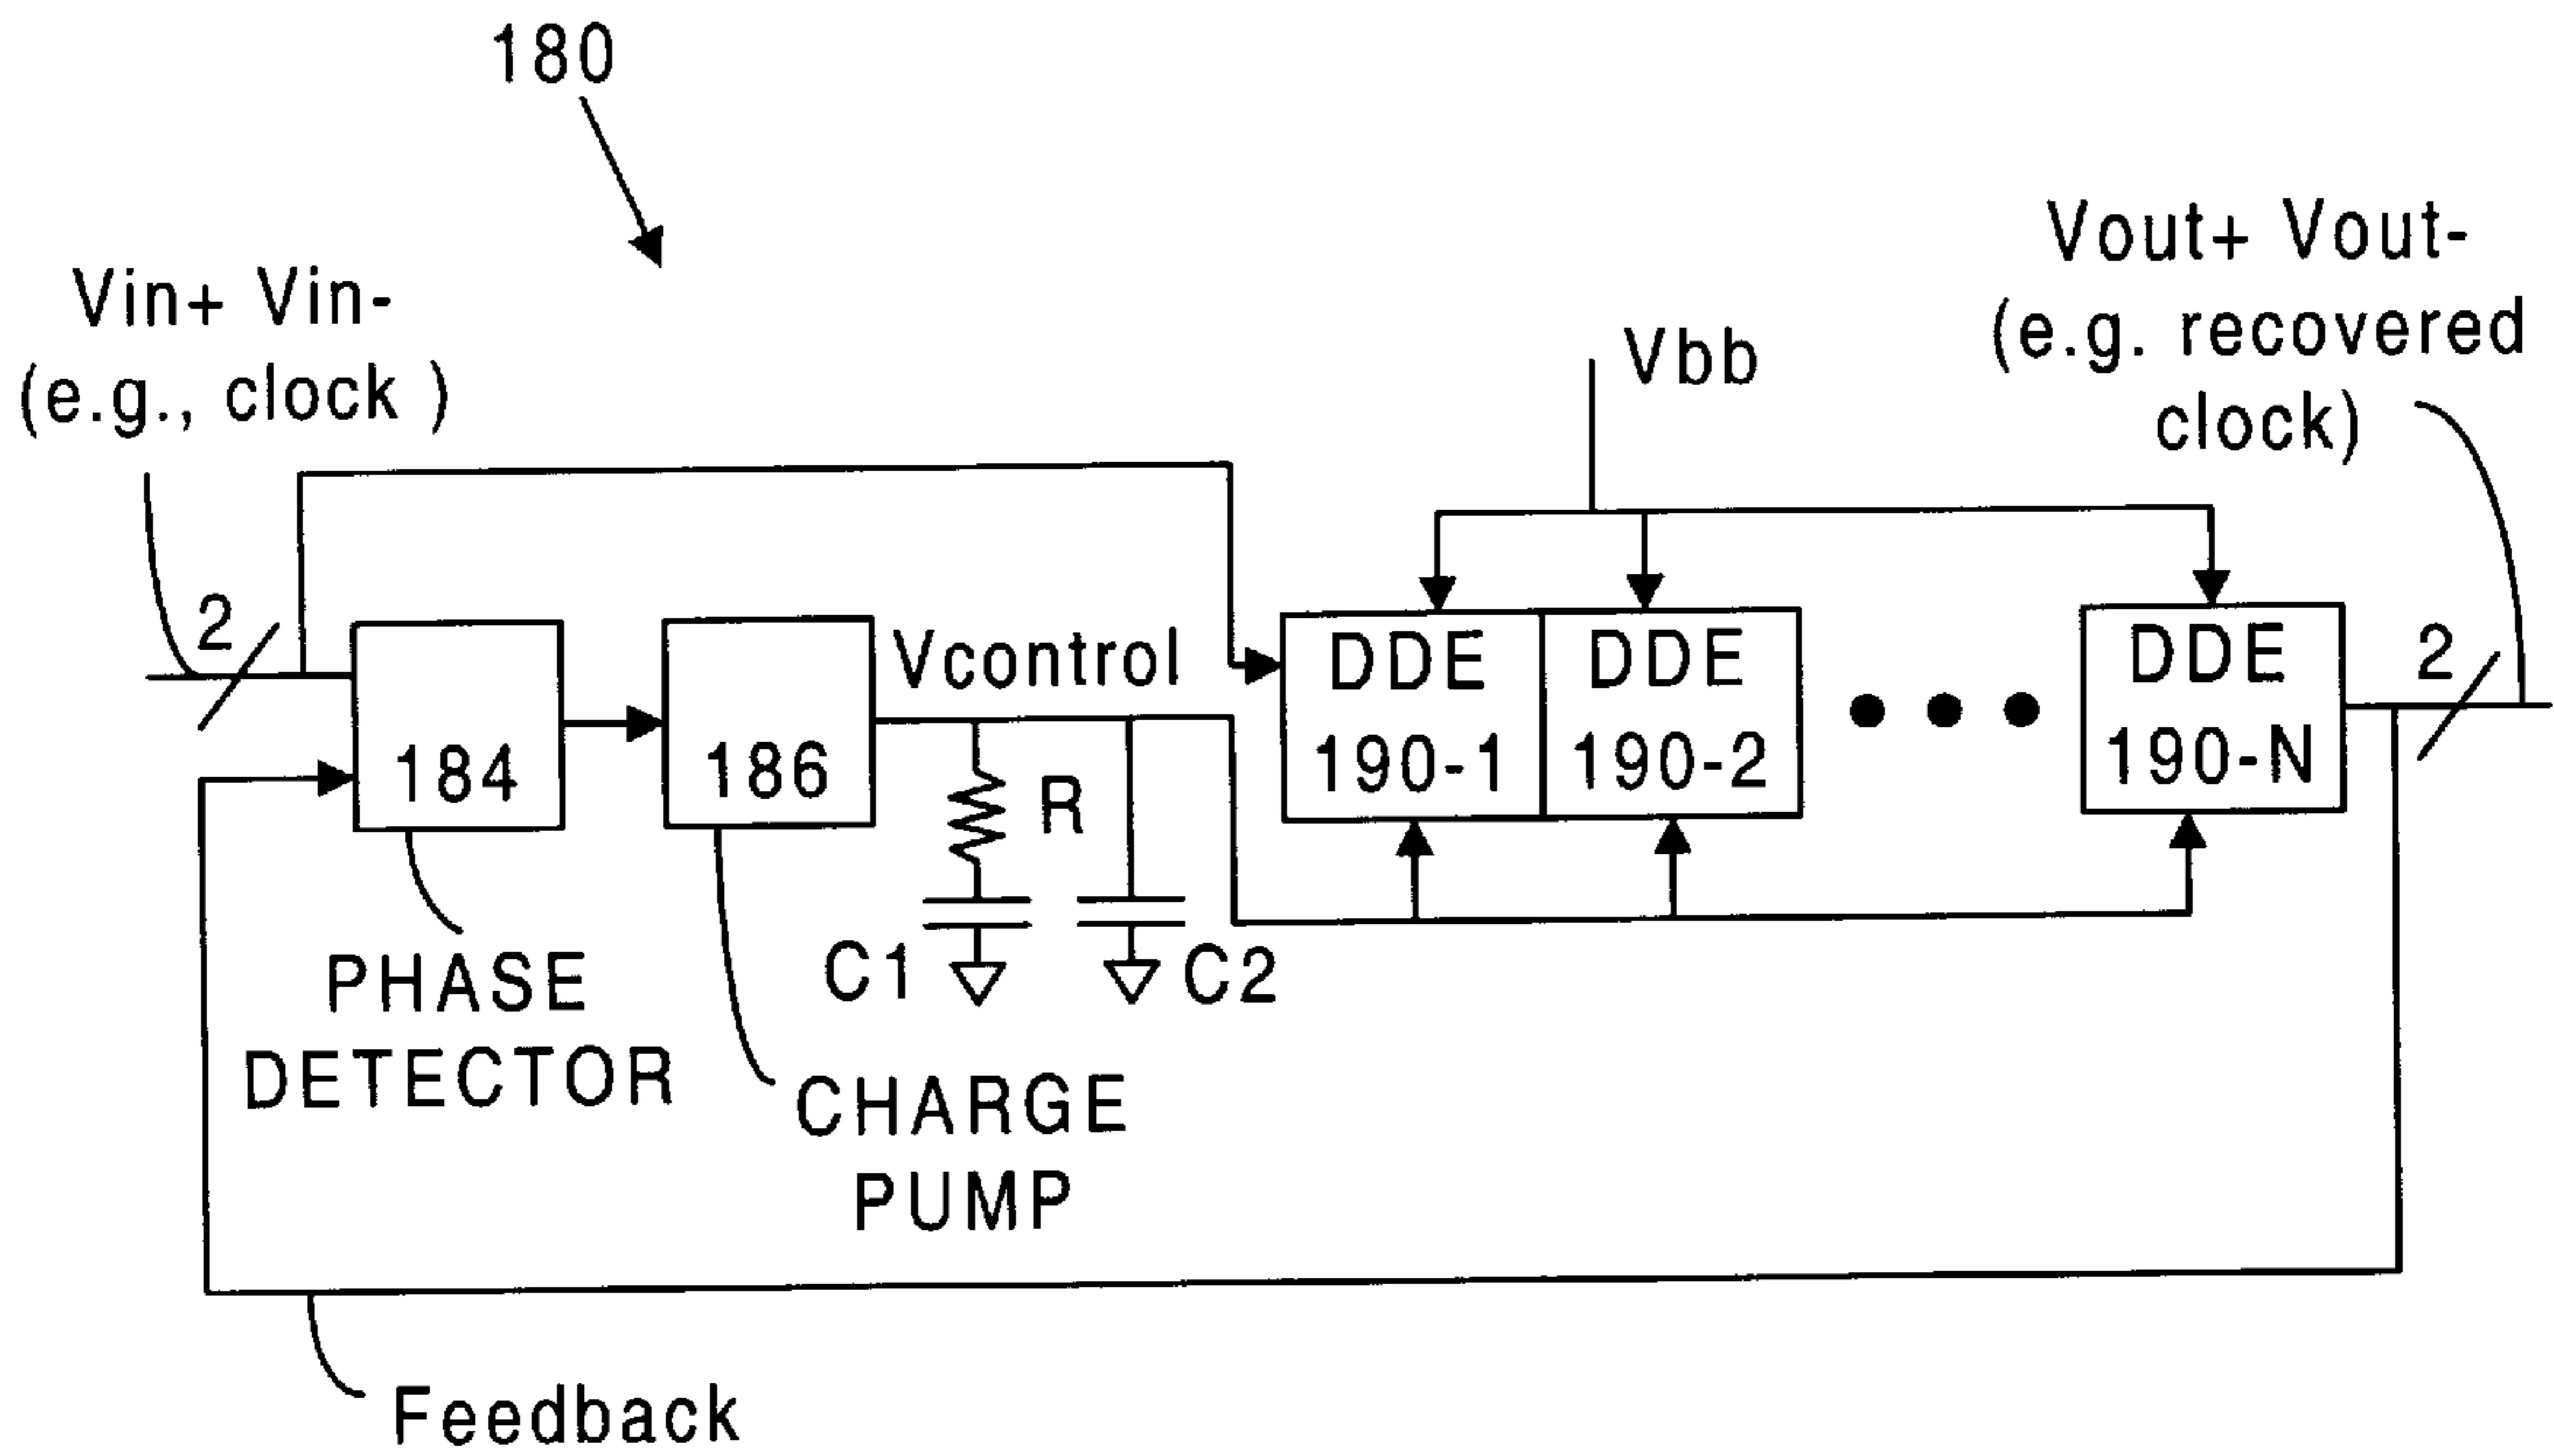 180
Vin+ Vin-
(e.g., clock )
Vout+ Vout-
(e.g. recovered
clock)
Vbb
2
184
186
Vcontrol
R
C1
C2
DDE
190-1
DDE
190-2
DDE
190-N
2
PHASE
DETECTOR
CHARGE
PUMP
Feedback